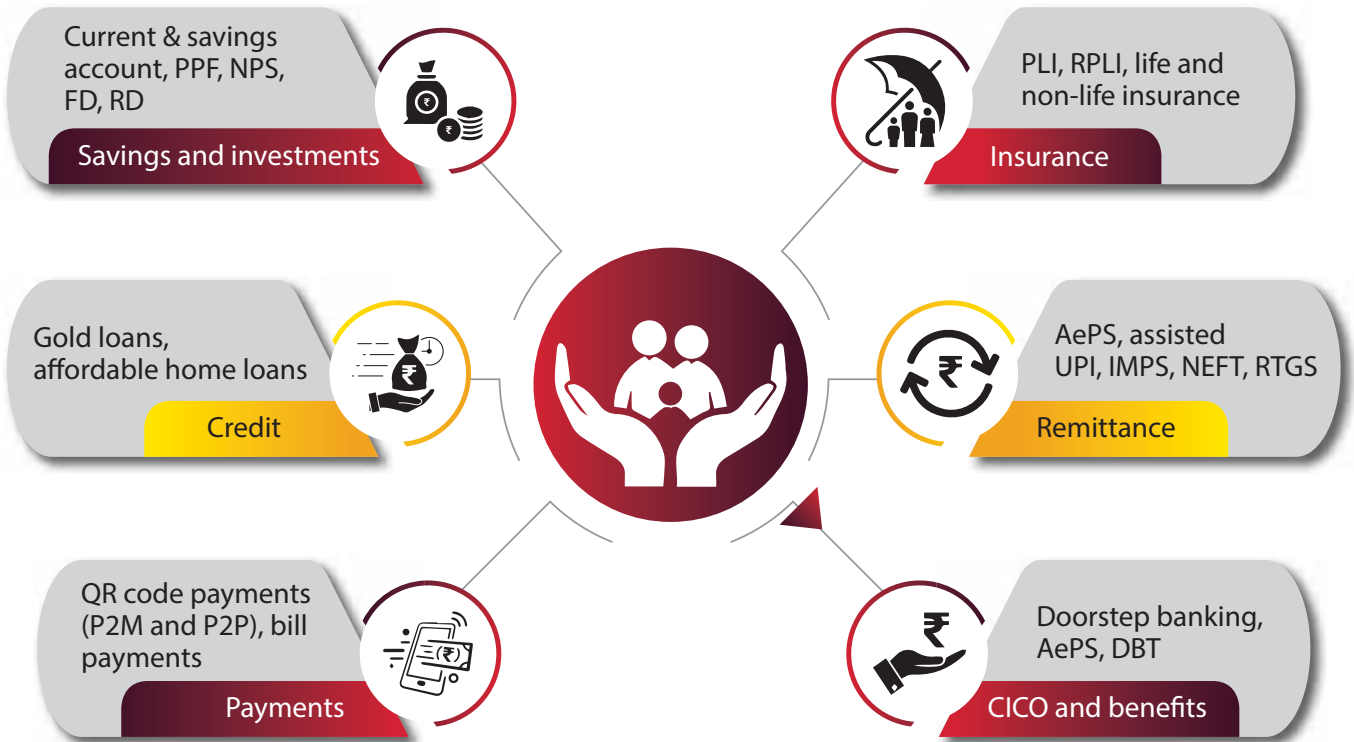 Current & savings
account, PPF, NPS,
FD, RD
Savings and investments
PLI, RPLI, life and
non-life insurance
Insurance
Gold loans,
affordable home loans
Credit
AePS, assisted
UPI, IMPS, NEFT, RTGS
Remittance
QR code payments
(P2M and P2P), bill
payments
Payments
Doorstep banking,
AePS, DBT
CICO and benefits